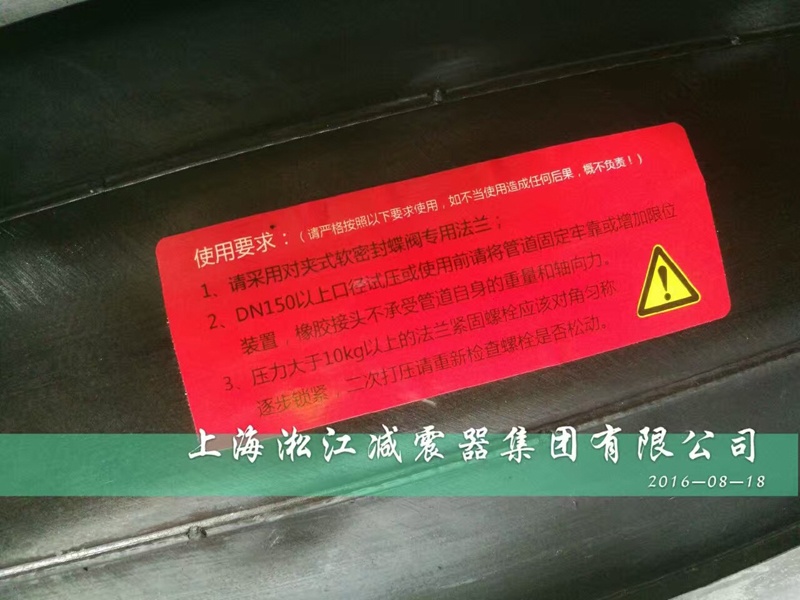 使用要求：（请严格按照以下要求使用，如不当使用造成任何后果，概不负责！）
1、请采用对夹式软密封蝶阀专用法兰；
2、DN150以上口径试压或使用前请将管道固定牢靠或增加限位
装置，橡胶接头不承受管道自身的重量和轴向力。
3、压力大于10kg以上的法兰紧固螺栓应该对角匀称
逐步锁紧，二次打压请重新检查螺栓是否松动。
上海淞江减震器集团有限公司
2016-08-18